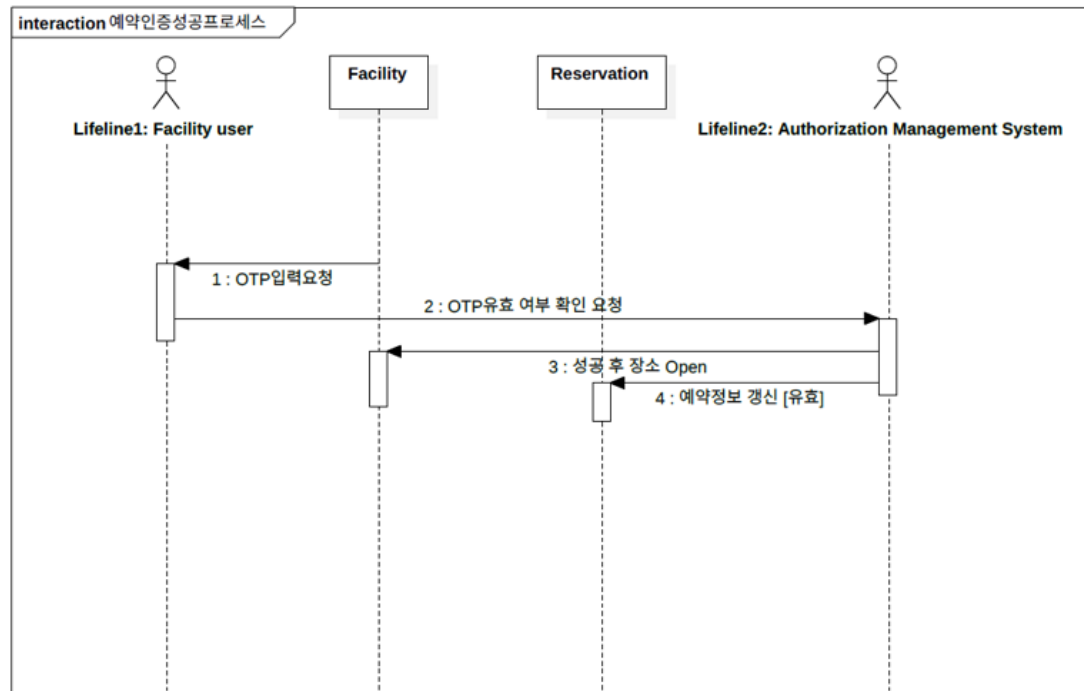 interaction 예약인증성공프로세스
Facility
Reservation
Lifeline1: Facility user
Lifeline2: Authorization Management System
1 : OTP입력요청
2 : OTP유효 여부 확인 요청
3 : 성공 후 장소 Open
4 : 예약정보 갱신 [유효]